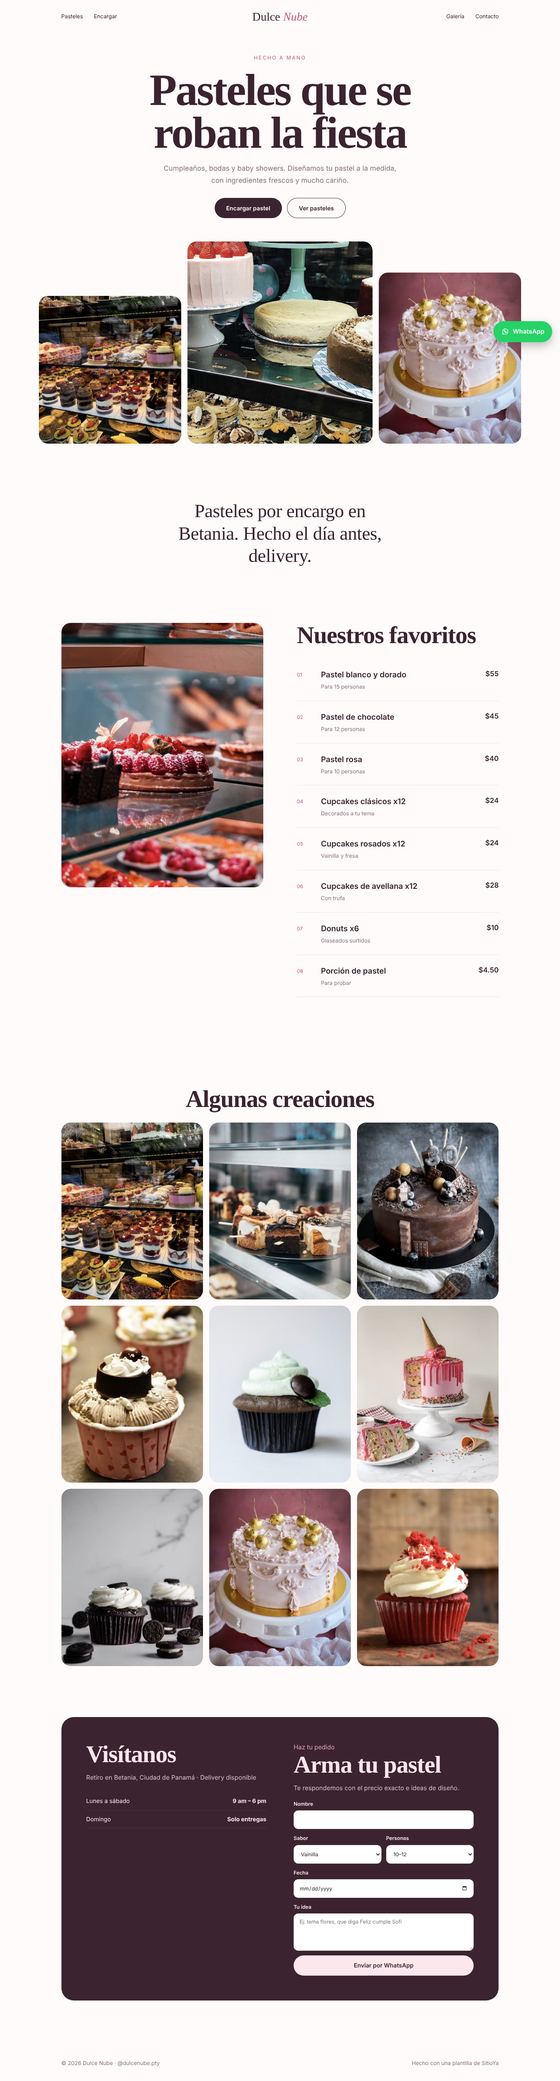 Pasteles
Encargar
Dulce Nube
Galería
Contacto
HECHO A MANO
Pasteles que se
roban la fiesta
Cumpleaños, bodas y baby showers. Diseñamos tu pastel a la medida,
con ingredientes frescos y mucho cariño.
Encargar pastel
Ver pasteles
WhatsApp
Pasteles por encargo en
Betania. Hecho el día antes,
delivery.
Nuestros favoritos
01 Pastel blanco y dorado $55
Para 15 personas
02 Pastel de chocolate $45
Para 12 personas
03 Pastel rosa $40
Para 10 personas
04 Cupcakes clásicos x12 $24
Decorados a tu tema
05 Cupcakes rosados x12 $24
Vainilla y fresa
06 Cupcakes de avellana x12 $28
Con trufa
07 Donuts x6 $10
Glaseados surtidos
08 Porción de pastel $4.50
Para probar
Algunas creaciones
Visítanos
Retiro en Betania, Ciudad de Panamá · Delivery disponible
Lunes a sábado 9 am – 6 pm
Domingo Solo entregas
Haz tu pedido
Arma tu pastel
Te respondemos con el precio exacto e ideas de diseño.
Nombre
Sabor Personas
Vainilla 10–12
Fecha
mm/dd/yyyy
Tu idea
Ej: tema flores, que diga Feliz cumple Sofi
Enviar por WhatsApp
© 2026 Dulce Nube · @dulcenube.pty
Hecho con una plantilla de SitioYa